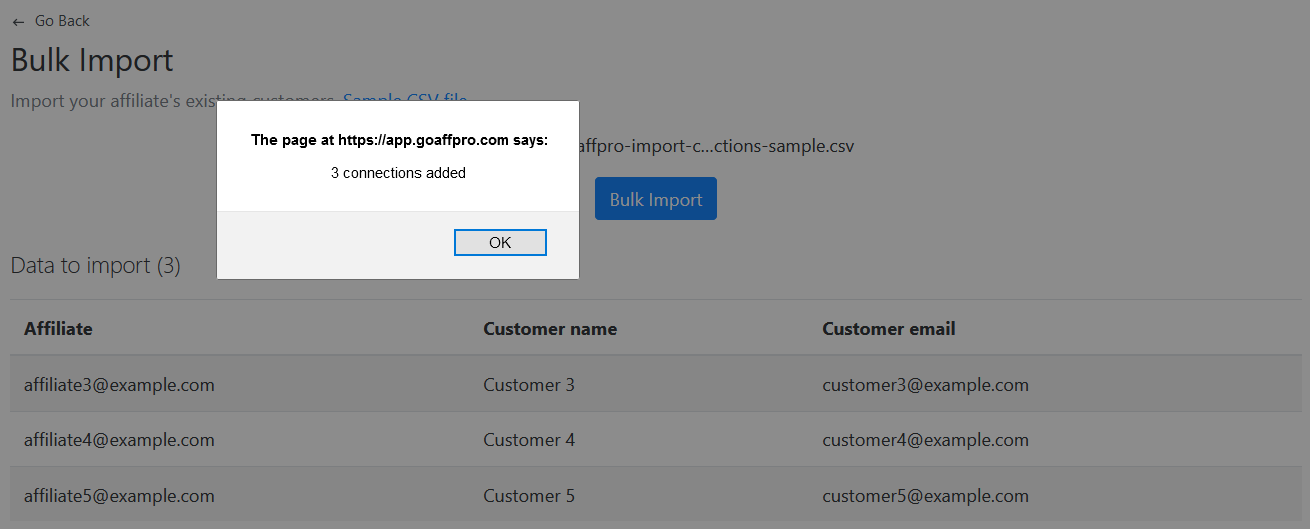 ← Go Back
Bulk Import
Import your affiliate's existing customers. Sample CSV file
The page at https://app.goaffpro.com says:
3 connections added
OK
affpro-import-c...ctions-sample.csv
Bulk Import
Data to import (3)
Affiliate Customer name Customer email
affiliate3@example.com Customer 3 customer3@example.com
affiliate4@example.com Customer 4 customer4@example.com
affiliate5@example.com Customer 5 customer5@example.com